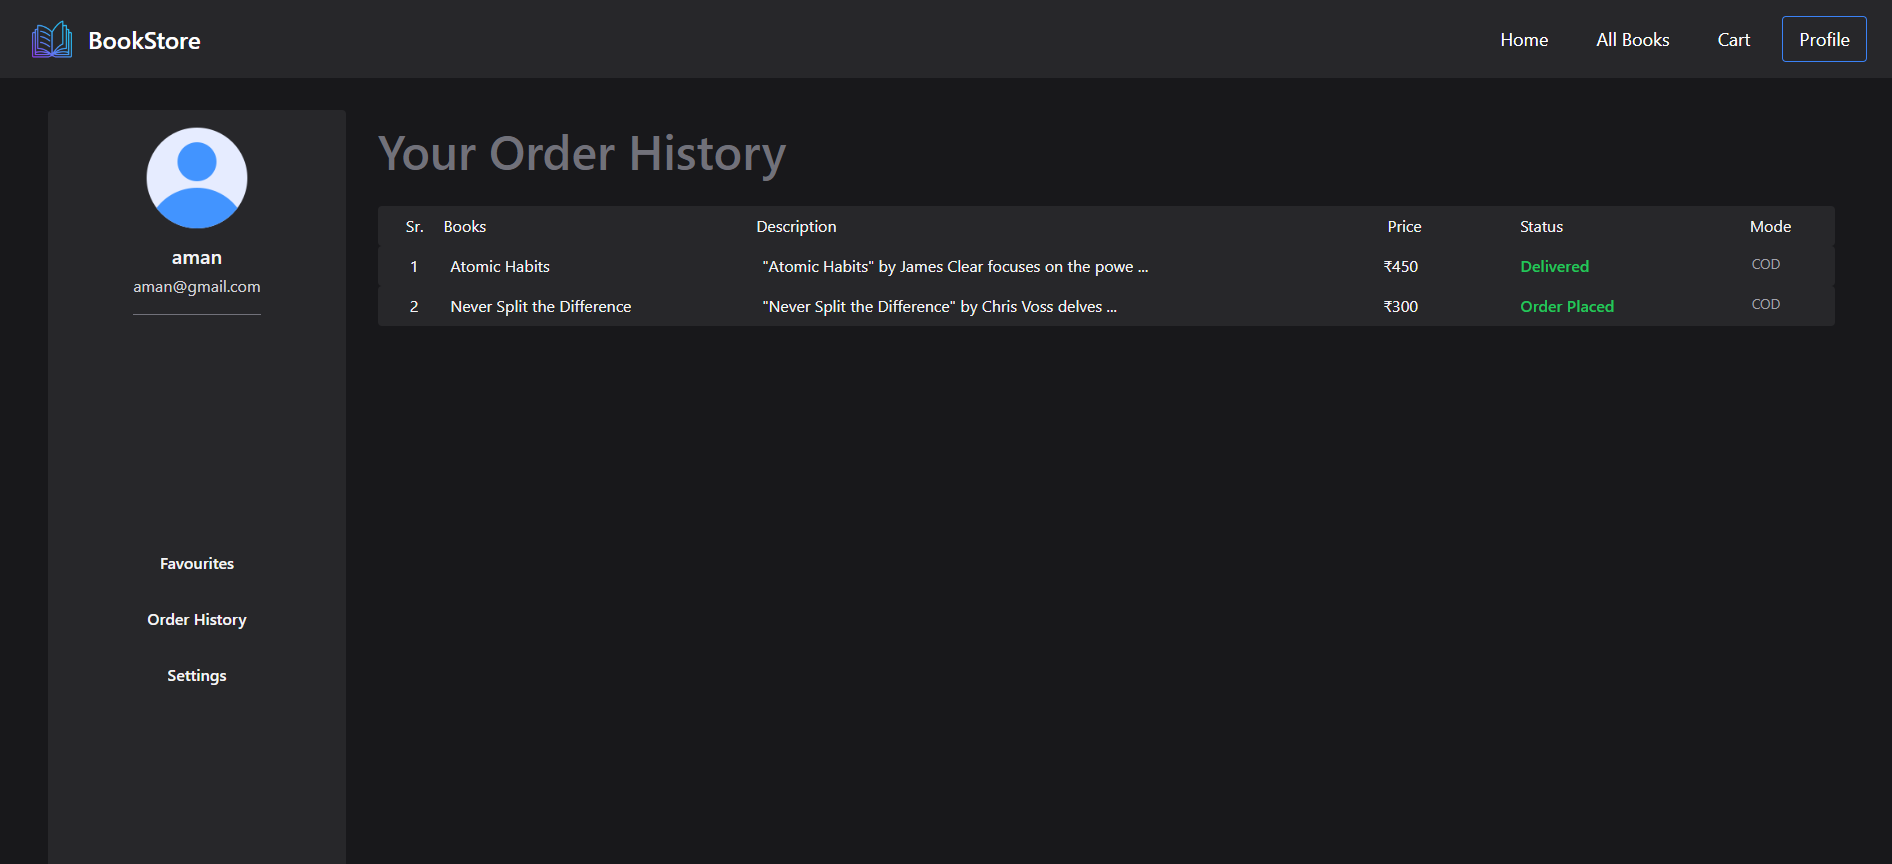 BookStore
Home All Books Cart Profile
aman
aman@gmail.com
Favourites
Order History
Settings
Your Order History
Sr. Books Description Price Status Mode
1 Atomic Habits "Atomic Habits" by James Clear focuses on the powe ... ₹450 Delivered COD
2 Never Split the Difference "Never Split the Difference" by Chris Voss delves ... ₹300 Order Placed COD